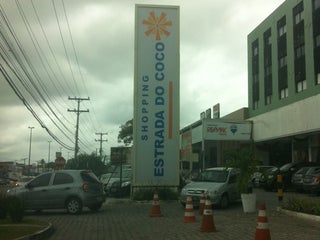 SHOPPING
ESTRADA DO COCO
RE/MAX